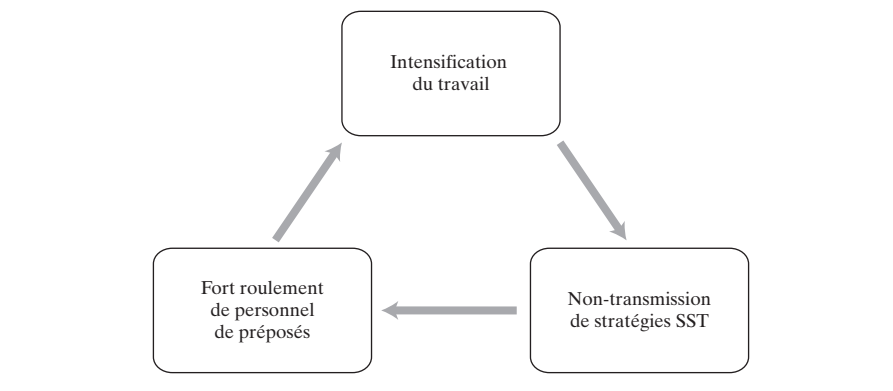 Intensification
du travail
Fort roulement
de personnel
de préposés
Non-transmission
de stratégies SST